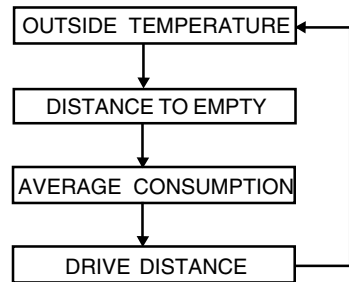 OUTSIDE TEMPERATURE
DISTANCE TO EMPTY
AVERAGE CONSUMPTION
DRIVE DISTANCE